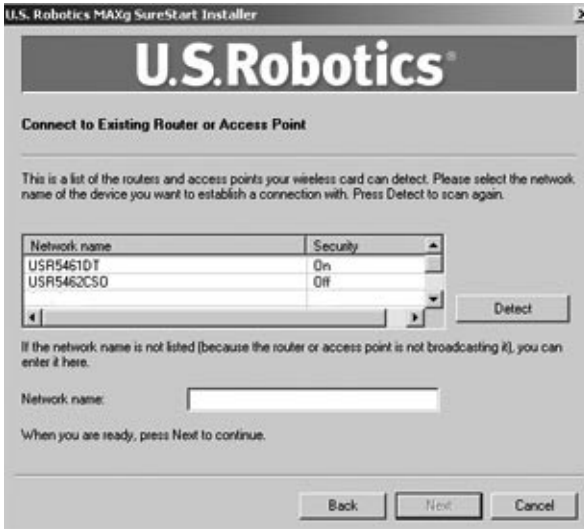 U.S. Robotics MAXg SureStart Installer
U.S.Robotics®
Connect to Existing Router or Access Point
This is a list of the routers and access points your wireless card can detect. Please select the network
name of the device you want to establish a connection with. Press Detect to scan again.
Network name Security
USR5461DT On
USR5462CSO Off
Detect
If the network name is not listed (because the router or access point is not broadcasting it), you can
enter it here.
Network name:
When you are ready, press Next to continue.
Back Next Cancel